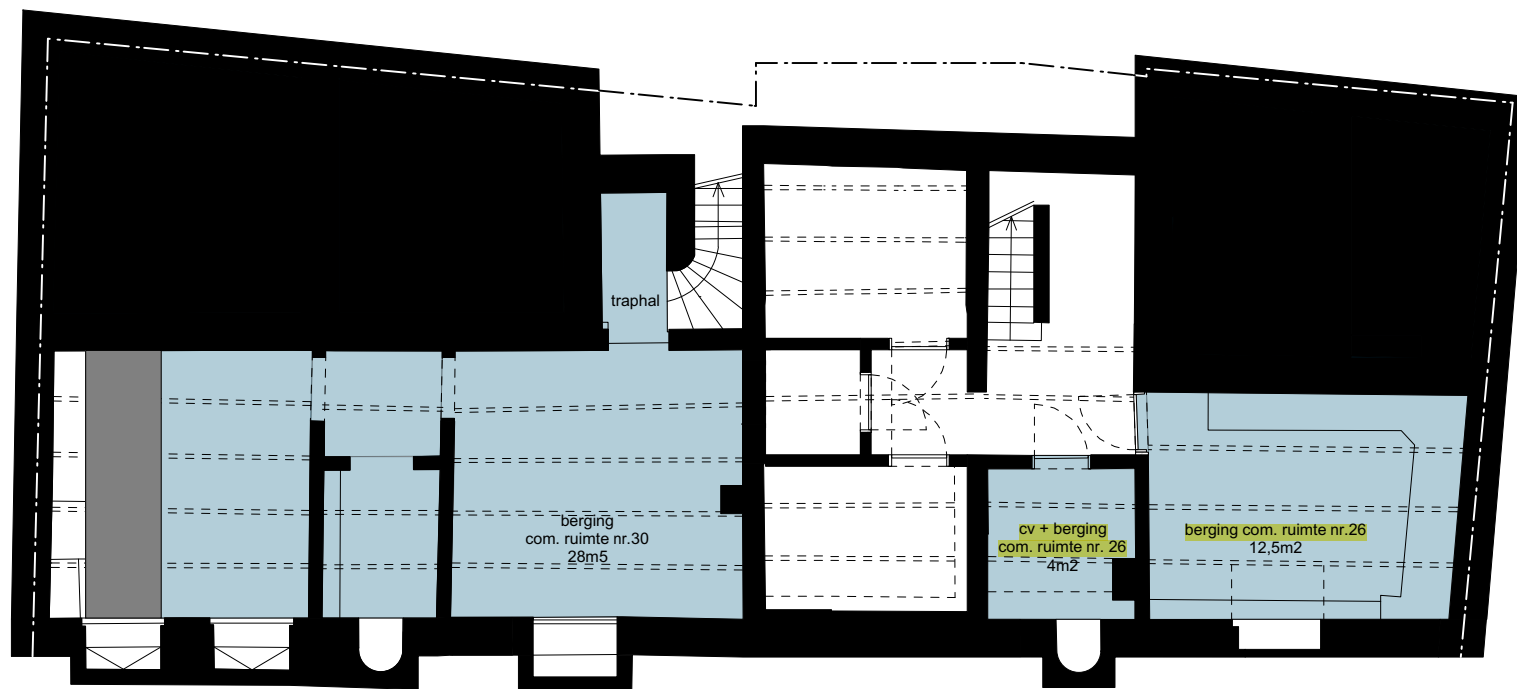 traphal
berging
com. ruimte nr.30
28m5
cv + berging
com. ruimte nr. 26
4m2
berging com. ruimte nr.26
12,5m2